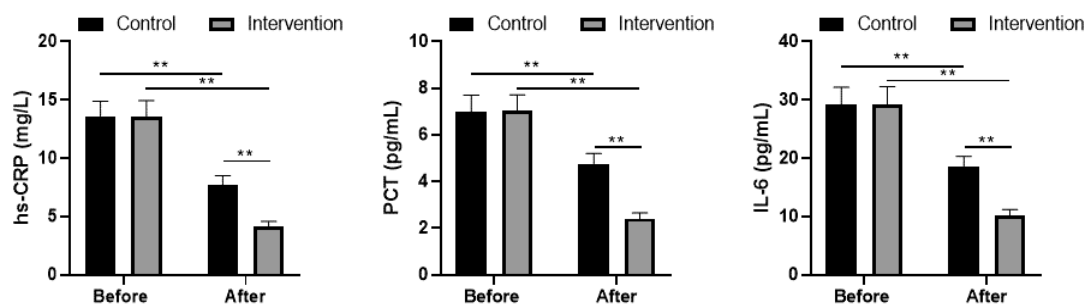 Control Intervention
hs-CRP (mg/L)
20
15
10
5
0
**
**
**
Before After
Control Intervention
PCT (pg/mL)
8
6
4
2
0
**
**
**
Before After
Control Intervention
IL-6 (pg/mL)
40
30
20
10
0
**
**
**
Before After